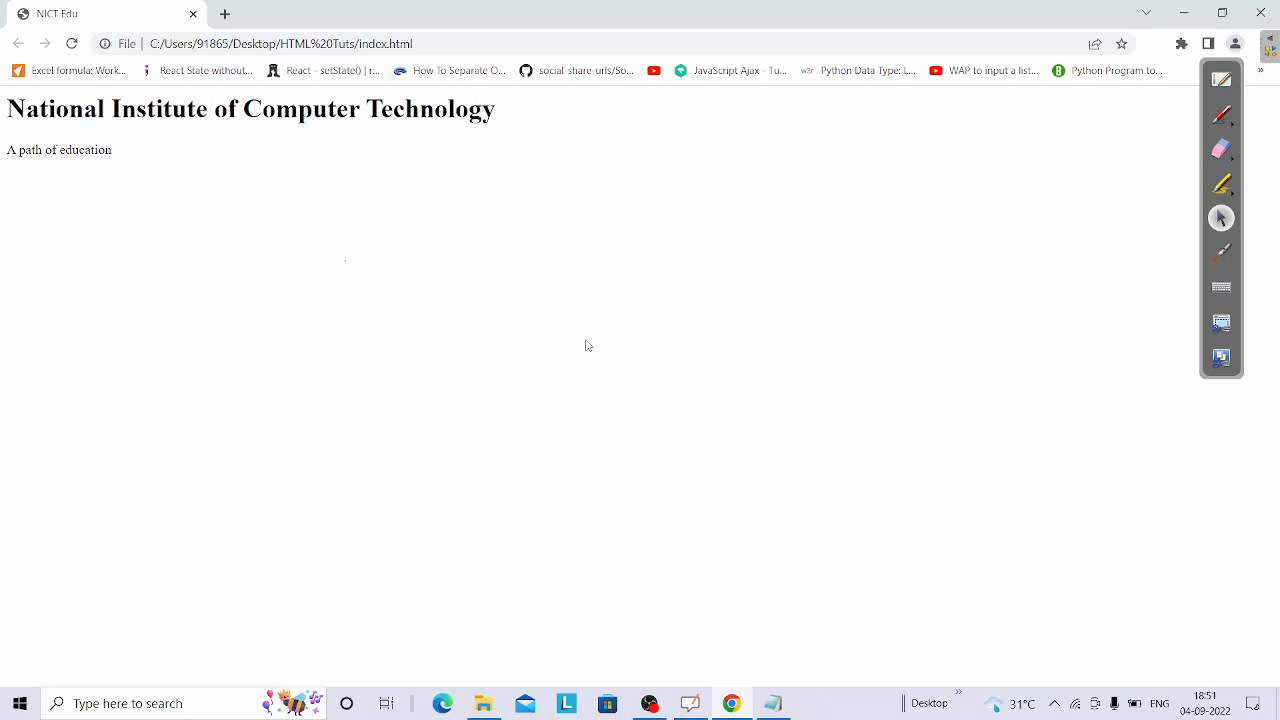 NICT Edu
File
C:/Users/91865/Desktop/HTML%20Tuts/index.html
Excel formula: Work...
React State without...
React - setState() | r...
How To Separate O...
social-share-urls/So...
Javascript Ajax - Tu...
w3r
Python Data Type: L...
WAP to input a list...
Python Program to...
»
National Institute of Computer Technology
A path of education
Type here to search
L
Desktop
»
31°C
ENG
18:51
04-09-2022